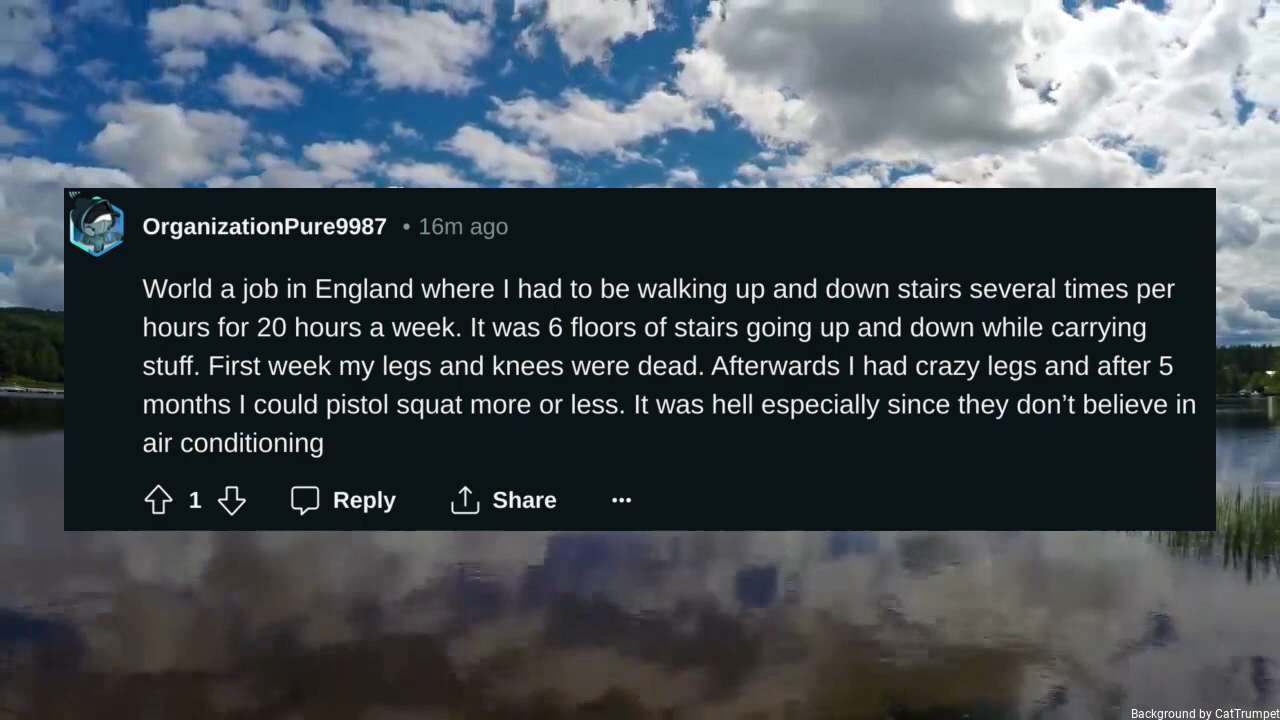 OrganizationPure9987 • 16m ago
World a job in England where I had to be walking up and down stairs several times per
hours for 20 hours a week. It was 6 floors of stairs going up and down while carrying
stuff. First week my legs and knees were dead. Afterwards I had crazy legs and after 5
months I could pistol squat more or less. It was hell especially since they don’t believe in
air conditioning
1 Reply Share ···
Background by CatTrumpet